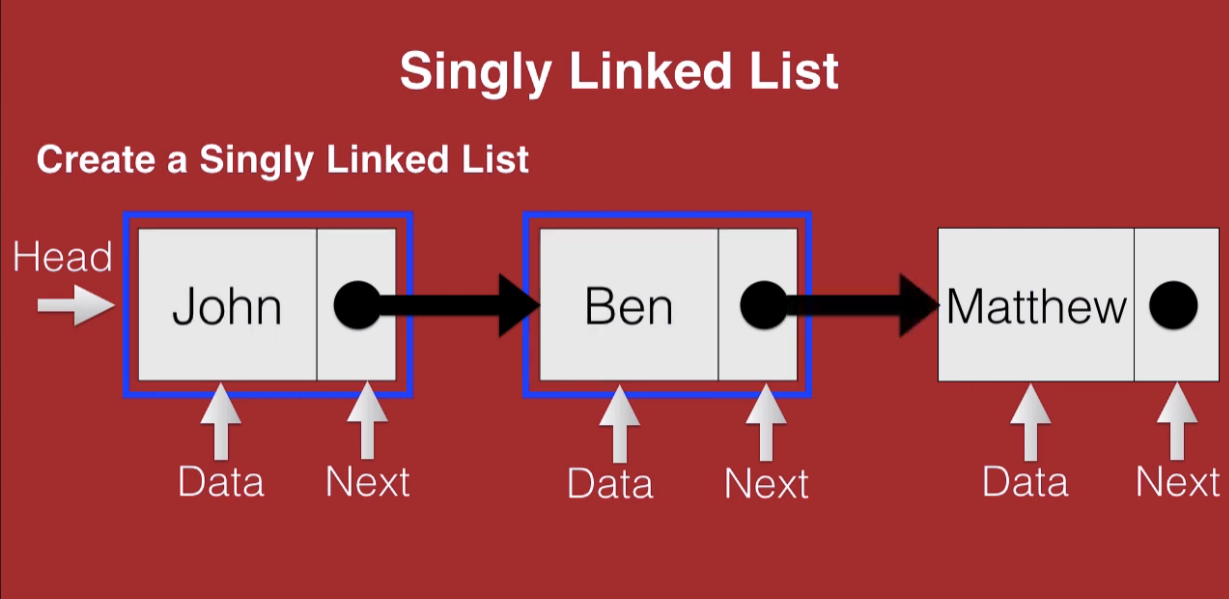 Singly Linked List
Create a Singly Linked List
Head
John
Ben
Matthew
Data
Next
Data
Next
Data
Next